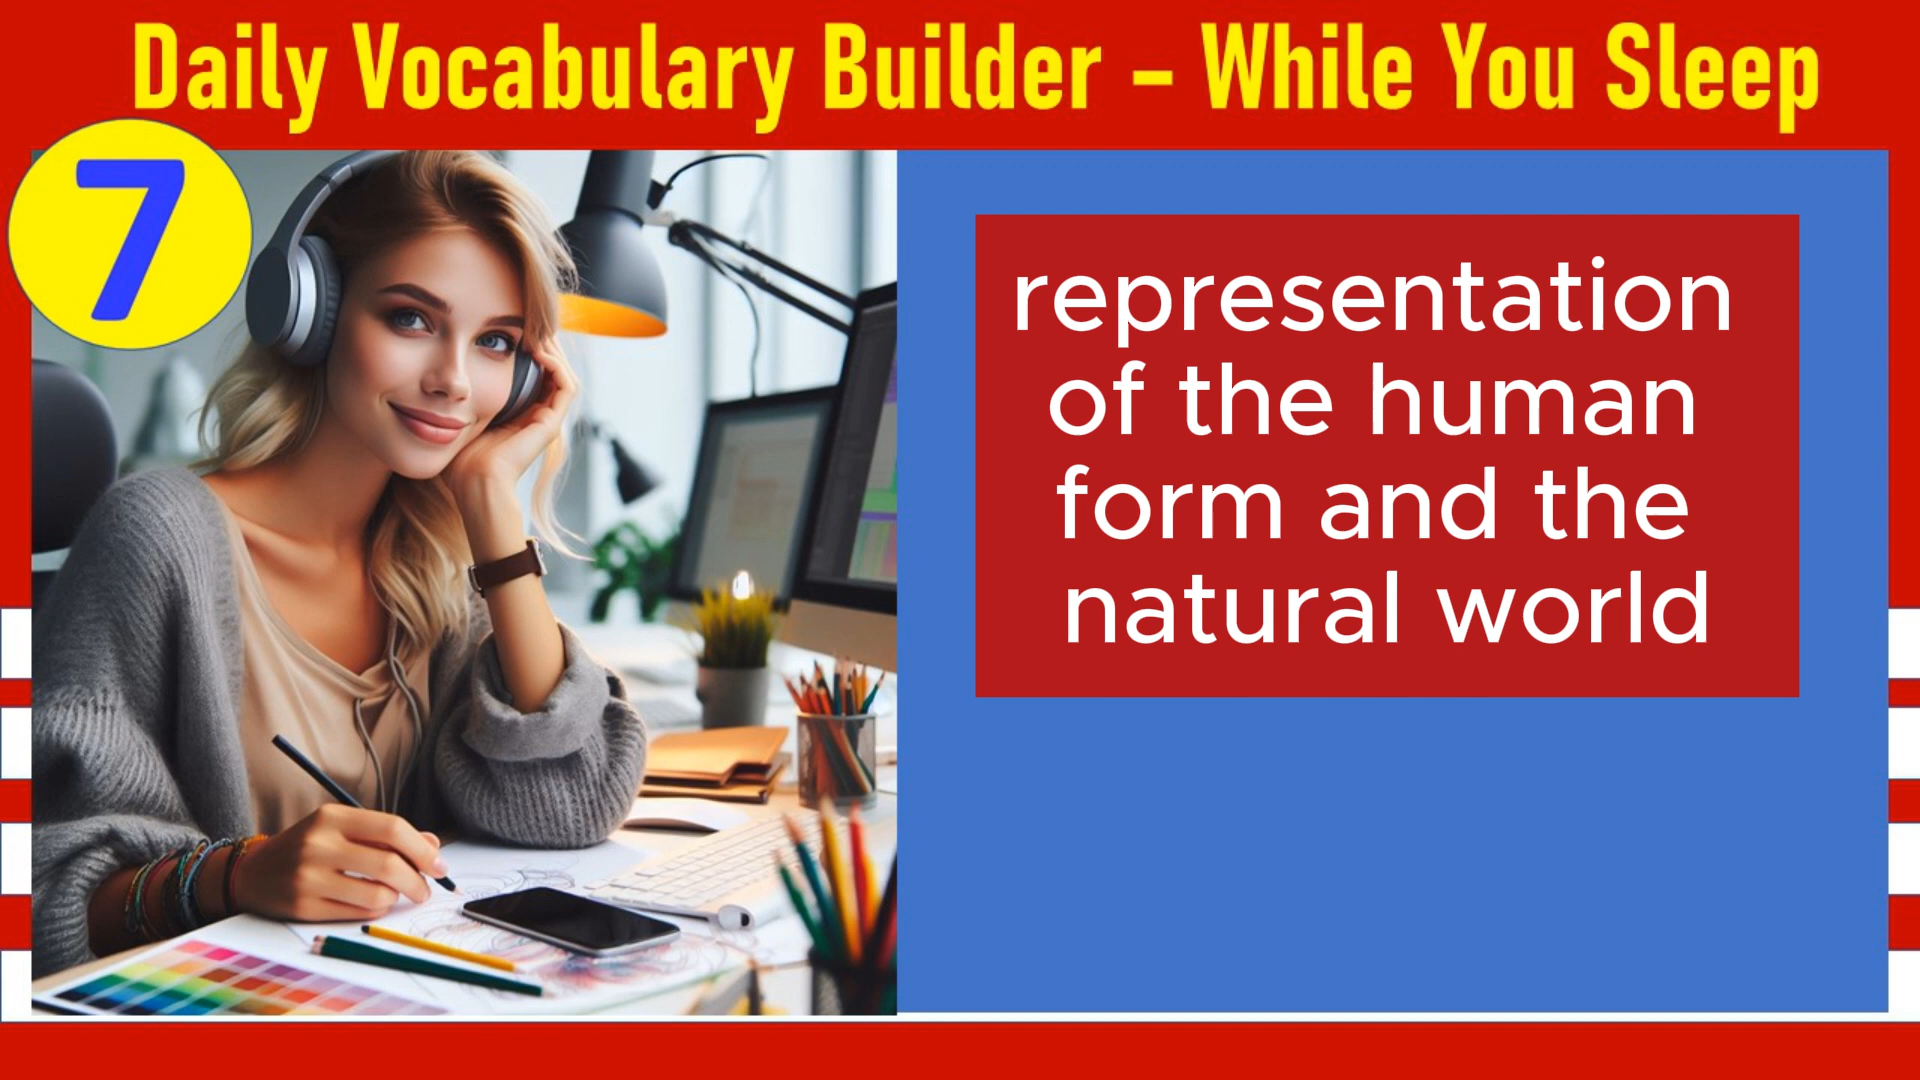 Daily Vocabulary Builder – While You Sleep
7
representation
of the human
form and the
natural world